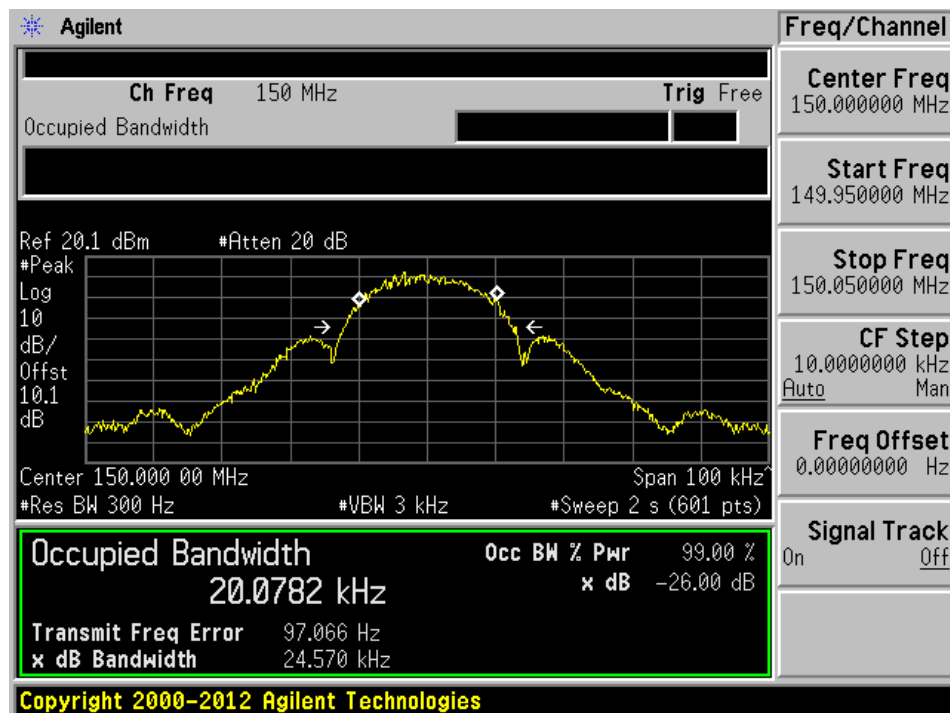 Agilent
Ch Freq 150 MHz Trig Free
Occupied Bandwidth
Ref 20.1 dBm #Atten 20 dB
#Peak
Log
10
dB/
Offst
10.1
dB
Center 150.000 00 MHz Span 100 kHz^
#Res BW 300 Hz #VBW 3 kHz #Sweep 2 s (601 pts)
Occupied Bandwidth Occ BW % Pwr 99.00 %
20.0782 kHz x dB -26.00 dB
Transmit Freq Error 97.066 Hz
x dB Bandwidth 24.570 kHz
Copyright 2000-2012 Agilent Technologies
Freq/Channel
Center Freq
150.000000 MHz
Start Freq
149.950000 MHz
Stop Freq
150.050000 MHz
CF Step
10.0000000 kHz
Auto Man
Freq Offset
0.00000000 Hz
Signal Track
On Off